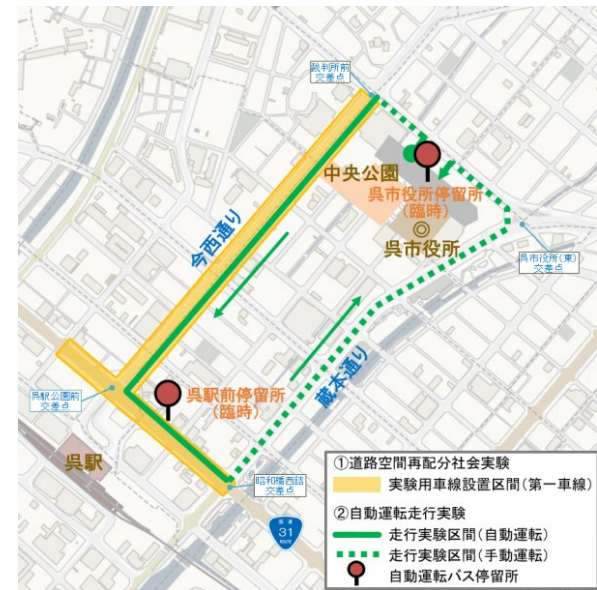 裁判所前
交差点
中央公園
呉市役所停留所
(臨時)
呉市役所
今西通り
呉市役所(東)
交差点
蔵本通り
呉駅公園前
交差点
呉駅前停留所
(臨時)
呉駅
昭和橋西詰
交差点
国道
31
ROUTE
①道路空間再配分社会実験
実験用車線設置区間(第一車線)
②自動運転走行実験
走行実験区間(自動運転)
走行実験区間(手動運転)
自動運転バス停留所